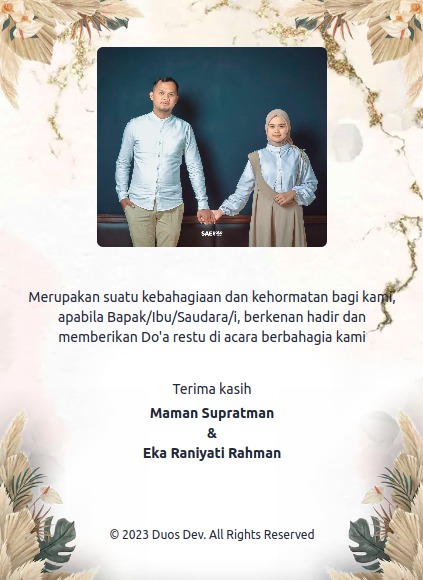 Merupakan suatu kebahagiaan dan kehormatan bagi kami,
apabila Bapak/Ibu/Saudara/i, berkenan hadir dan
memberikan Do'a restu di acara berbahagia kami
Terima kasih
Maman Supratman
&
Eka Raniyati Rahman
© 2023 Duos Dev. All Rights Reserved